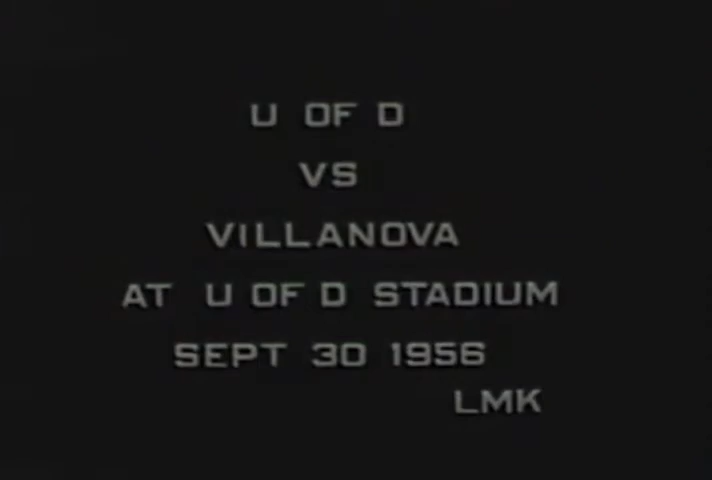 U OF D
VS
VILLANOVA
AT U OF D STADIUM
SEPT 30 1956
LMK